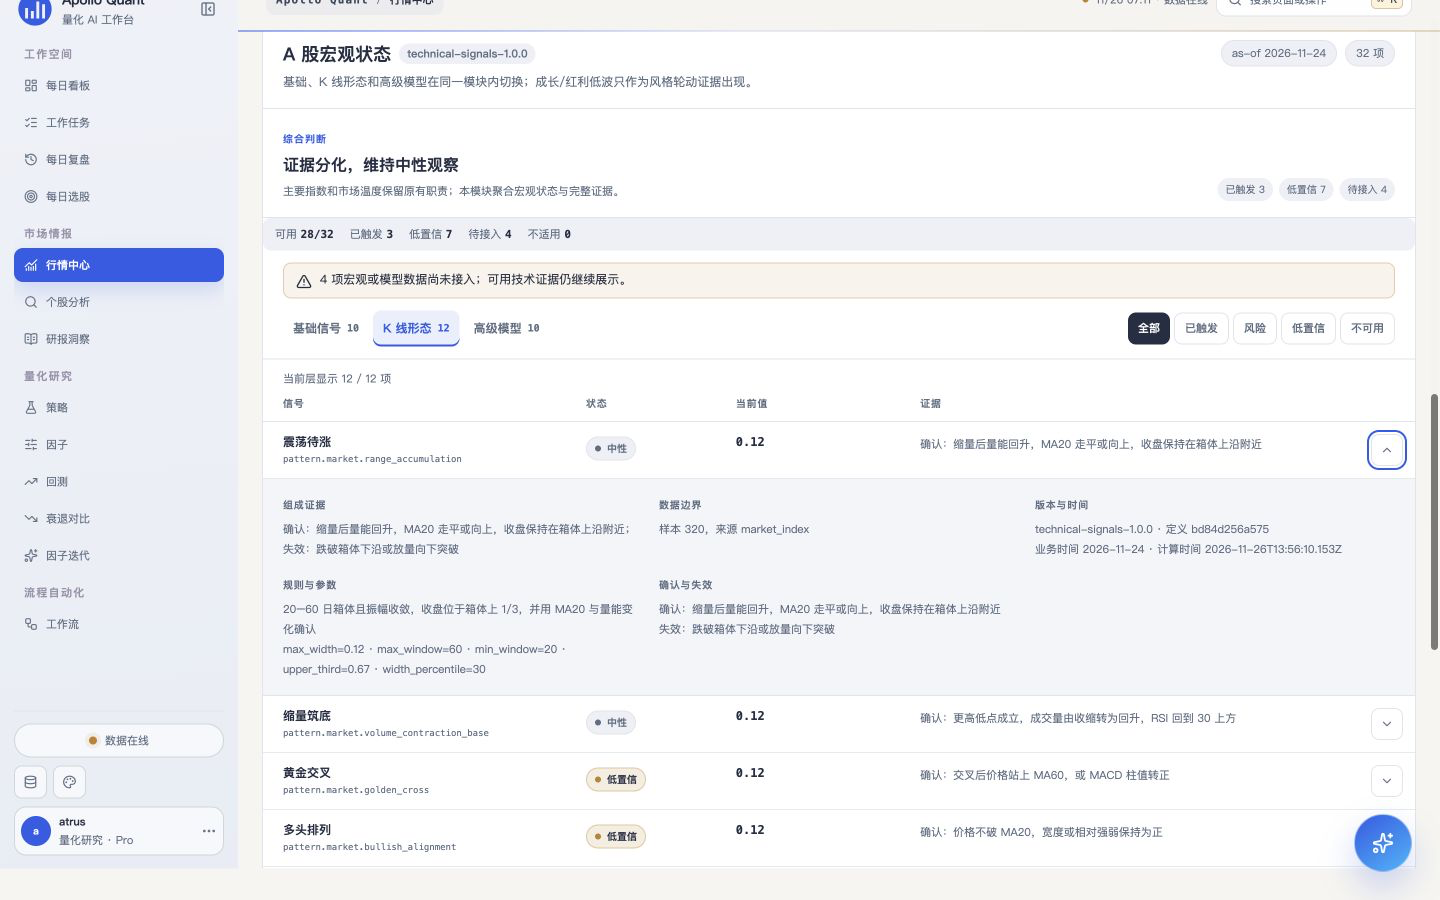 Apollo Quant
量化 AI 工作台
工作空间
每日看板
工作任务
每日复盘
每日选股
市场情报
行情中心
个股分析
研报洞察
量化研究
策略
因子
回测
衰退对比
因子迭代
流程自动化
工作流
数据在线
a
atrus
量化研究 · Pro
Apollo Quant / 行情中心
11/26 07:11 · 数据在线
搜索页面或操作
⌘ K
A 股宏观状态
technical-signals-1.0.0
as-of 2026-11-24
32 项
基础、K 线形态和高级模型在同一模块内切换；成长/红利低波只作为风格轮动证据出现。
综合判断
证据分化，维持中性观察
主要指数和市场温度保留原有职责；本模块聚合宏观状态与完整证据。
已触发 3
低置信 7
待接入 4
可用 28/32 已触发 3 低置信 7 待接入 4 不适用 0
4 项宏观或模型数据尚未接入；可用技术证据仍继续展示。
基础信号 10
K 线形态 12
高级模型 10
全部
已触发
风险
低置信
不可用
当前层显示 12 / 12 项
信号 状态 当前值 证据
震荡待涨
pattern.market.range_accumulation
中性
0.12
确认：缩量后量能回升，MA20 走平或向上，收盘保持在箱体上沿附近
组成证据
确认：缩量后量能回升，MA20 走平或向上，收盘保持在箱体上沿附近；
失效：跌破箱体下沿或放量向下突破
数据边界
样本 320，来源 market_index
版本与时间
technical-signals-1.0.0 · 定义 bd84d256a575
业务时间 2026-11-24 · 计算时间 2026-11-26T13:56:10.153Z
规则与参数
20—60 日箱体且振幅收敛，收盘位于箱体上 1/3，并用 MA20 与量能变
化确认
max_width=0.12 · max_window=60 · min_window=20 ·
upper_third=0.67 · width_percentile=30
确认与失效
确认：缩量后量能回升，MA20 走平或向上，收盘保持在箱体上沿附近
失效：跌破箱体下沿或放量向下突破
缩量筑底
pattern.market.volume_contraction_base
中性
0.12
确认：更高低点成立，成交量由收缩转为回升，RSI 回到 30 上方
黄金交叉
pattern.market.golden_cross
低置信
0.12
确认：交叉后价格站上 MA60，或 MACD 柱值转正
多头排列
pattern.market.bullish_alignment
低置信
0.12
确认：价格不破 MA20，宽度或相对强弱保持为正